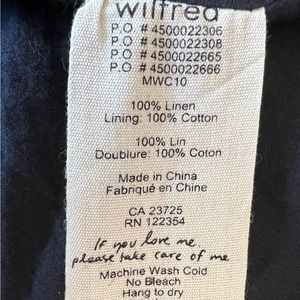 wilfred
P.O # 4500022306
P.O # 4500022308
P.O # 4500022665
P.O # 4500022666
MWC10
100% Linen
Lining: 100% Cotton
100% Lin
Doublure: 100% Coton
Made in China
Fabriqué en Chine
CA 23725
RN 122354
If you love me,
please take care of me
Machine Wash Cold
No Bleach
Hang to dry